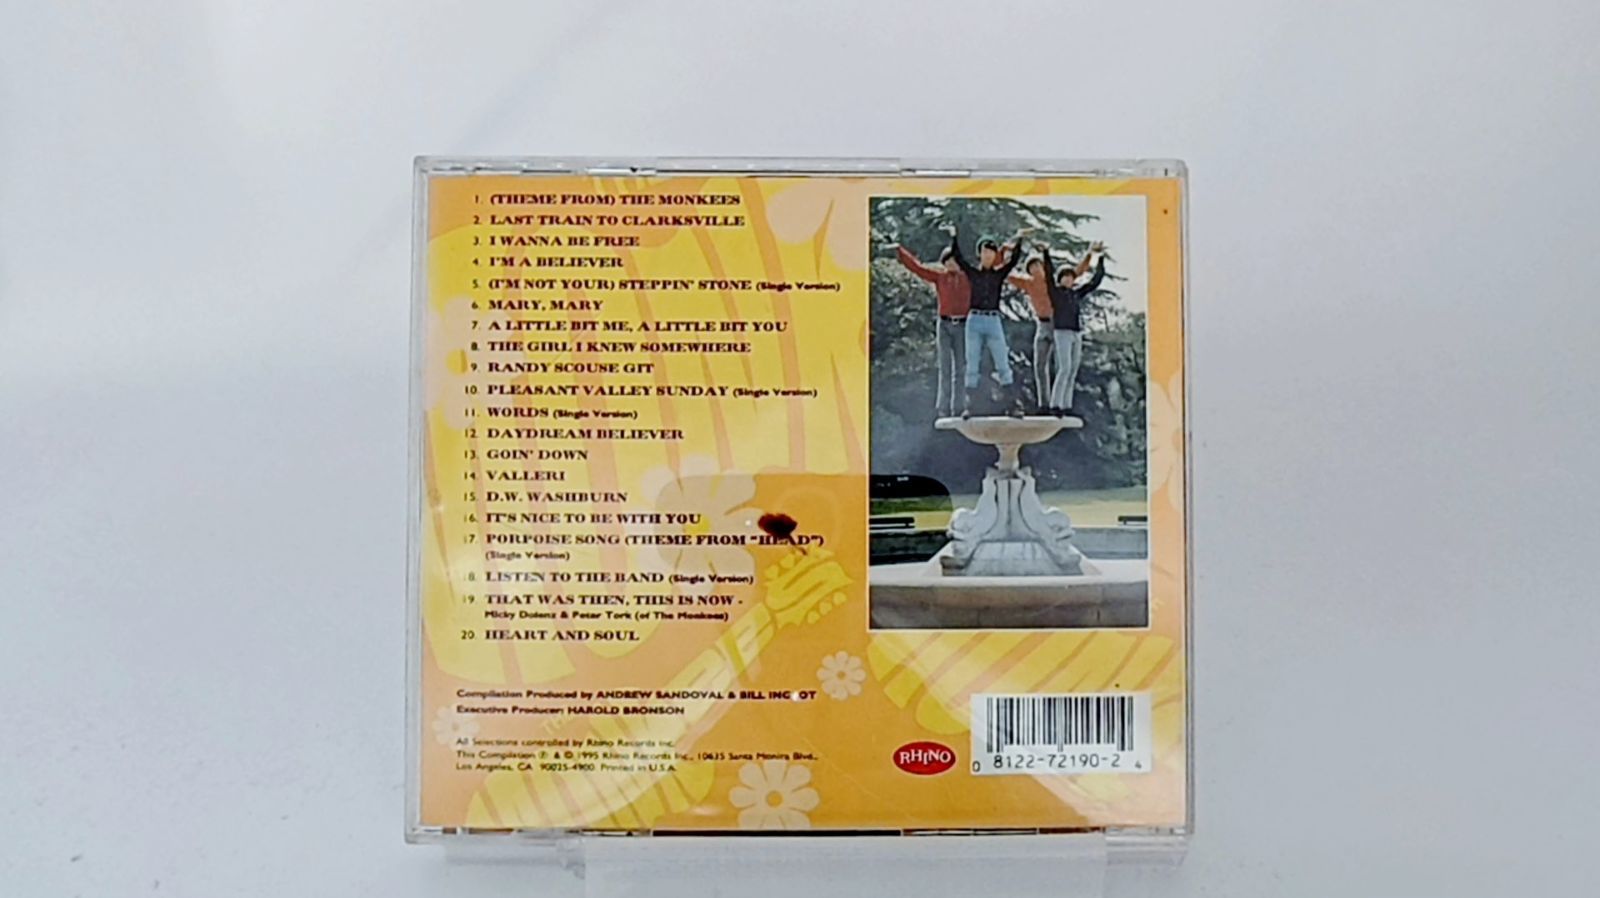 1. (THEME FROM) THE MONKEES
2. LAST TRAIN TO CLARKSVILLE
3. I WANNA BE FREE
4. I'M A BELIEVER
5. (I'M NOT YOUR) STEPPIN' STONE (Single Version)
6. MARY, MARY
7. A LITTLE BIT ME, A LITTLE BIT YOU
8. THE GIRL I KNEW SOMEWHERE
9. RANDY SCOUSE GIT
10. PLEASANT VALLEY SUNDAY (Single Version)
11. WORDS (Single Version)
12. DAYDREAM BELIEVER
13. GOIN' DOWN
14. VALLERI
15. D.W. WASHBURN
16. IT'S NICE TO BE WITH YOU
17. PORPOISE SONG (THEME FROM "HEAD")
(Single Version)
18. LISTEN TO THE BAND (Single Version)
19. THAT WAS THEN, THIS IS NOW -
Micky Dolenz & Peter Tork (of The Monkees)
20. HEART AND SOUL
Compilation Produced by ANDREW SANDOVAL & BILL
Executive Producer: HAROLD BRONSON
All Selections controlled by Rhino Records Inc.
This Compilation ℗ & © 1995 Rhino Records Inc., 10635 Santa Monica Blvd.,
Los Angeles, CA 90025-4900. Printed in U.S.A.
RHINO
0 8122-72190-2 4